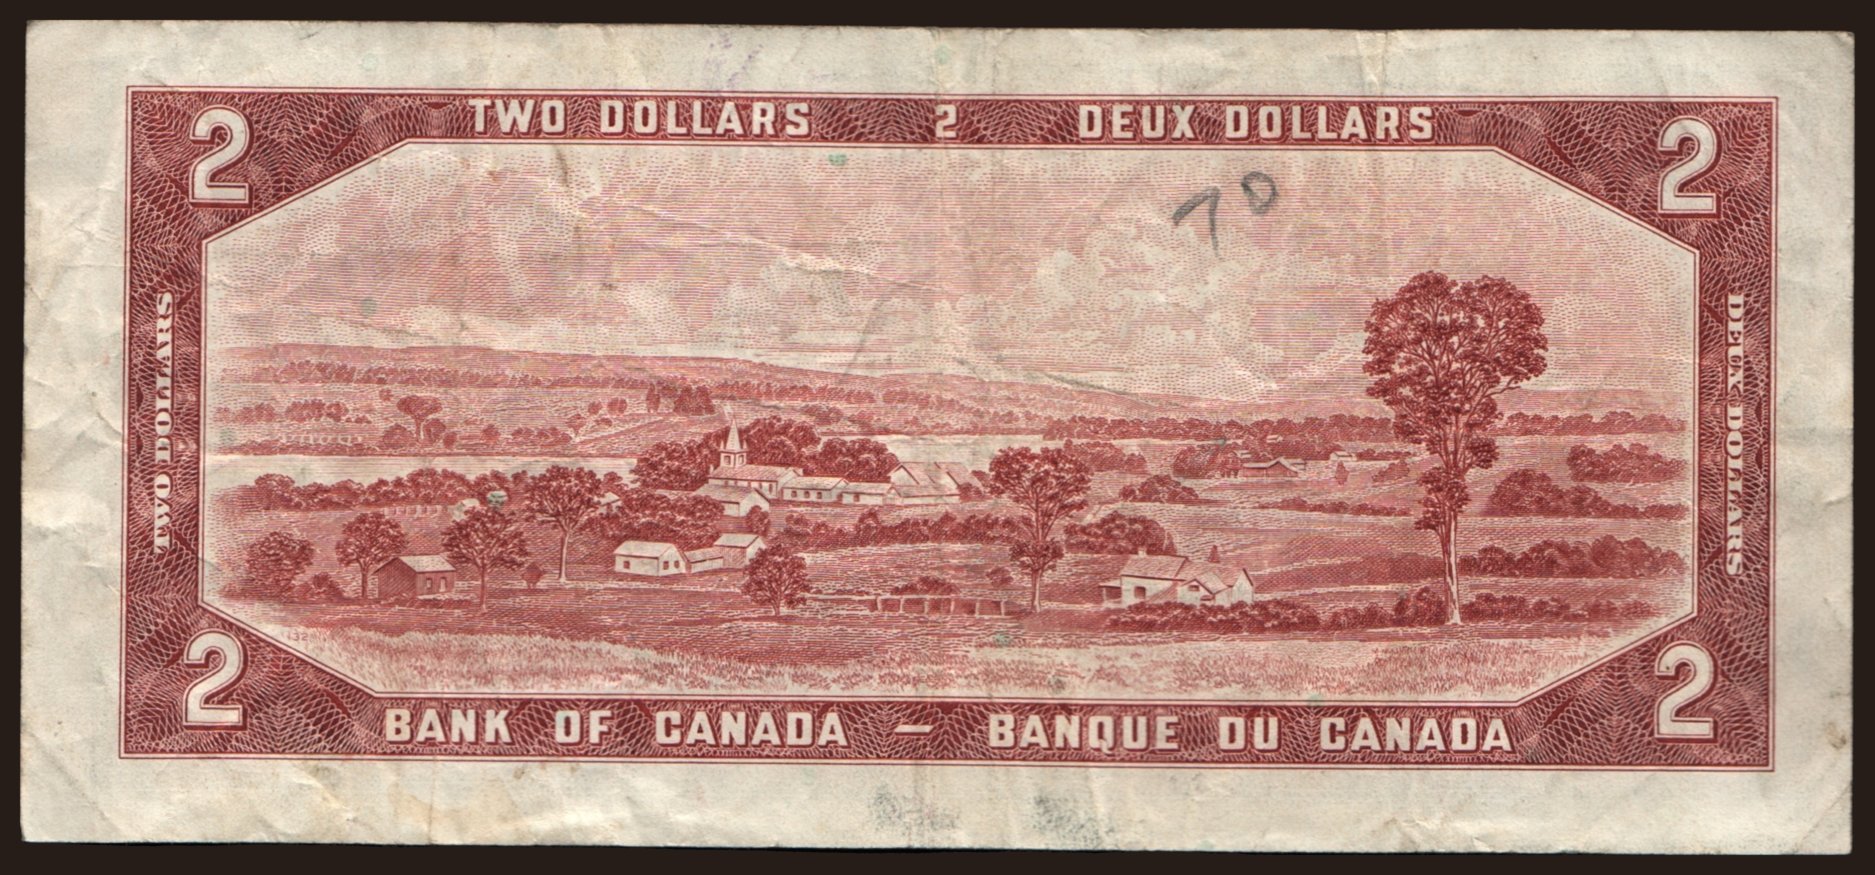 2 TWO DOLLARS 2 DEUX DOLLARS 2
70
TWO DOLLARS
DEUX DOLLARS
132
2 BANK OF CANADA – BANQUE DU CANADA 2